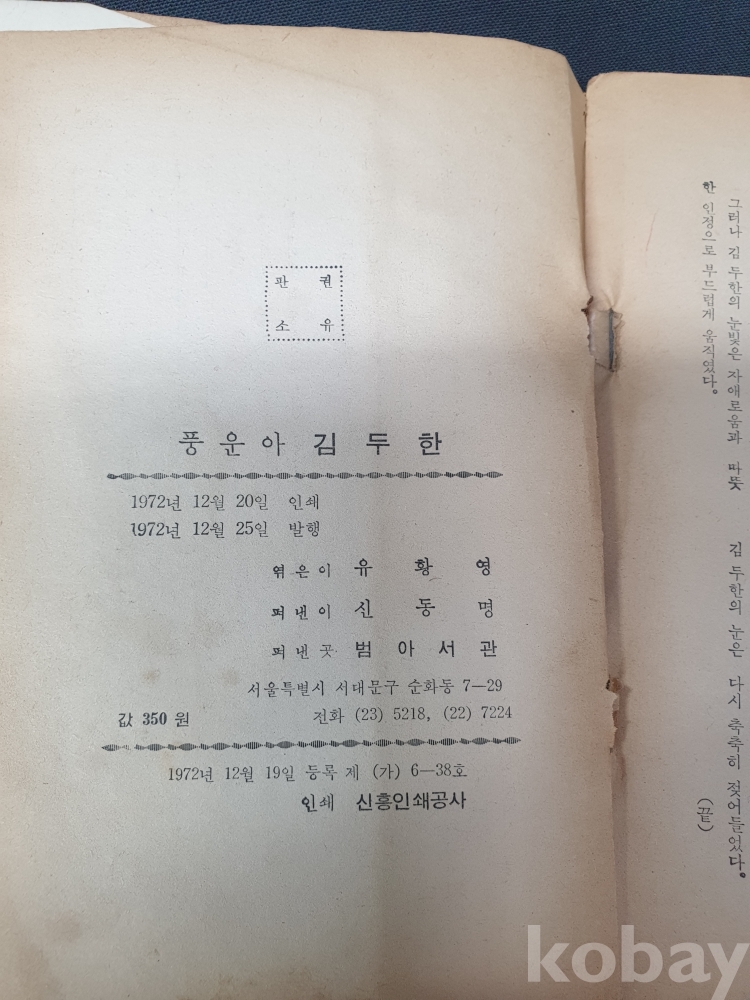 판 권
소 유
풍운아 김두한
1972년 12월 20일 인쇄
1972년 12월 25일 발행
엮은이 유황영
펴낸이 신동명
펴낸곳 범아서관
서울특별시 서대문구 순화동 7—29
값 350 원 전화 (23) 5218, (22) 7224
1972년 12월 19일 등록 제 (가) 6—38호
인쇄 신흥인쇄공사
그러나 김 두한의 눈빛은 자애로움과 따뜻
한 인정으로 부드럽게 움직였다.
김 두한의 눈은 다시 축축히 젖어들었다.
(끝)
kobay